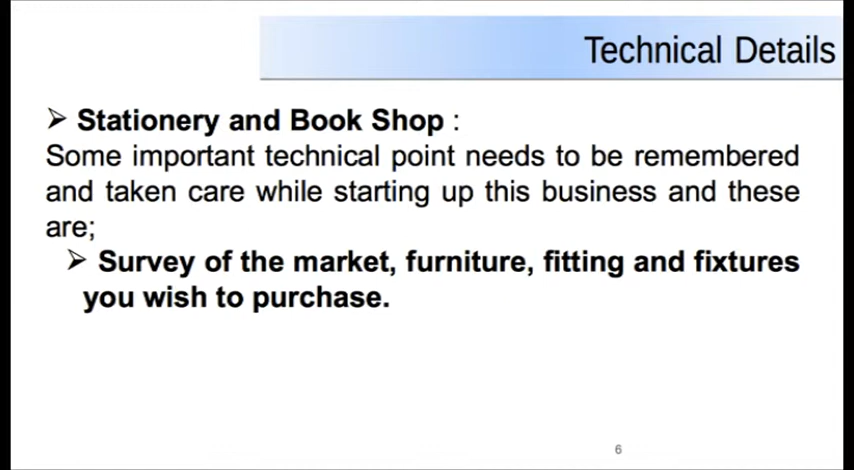 Technical Details
➢ Stationery and Book Shop :
Some important technical point needs to be remembered
and taken care while starting up this business and these
are;
➢ Survey of the market, furniture, fitting and fixtures
you wish to purchase.
6